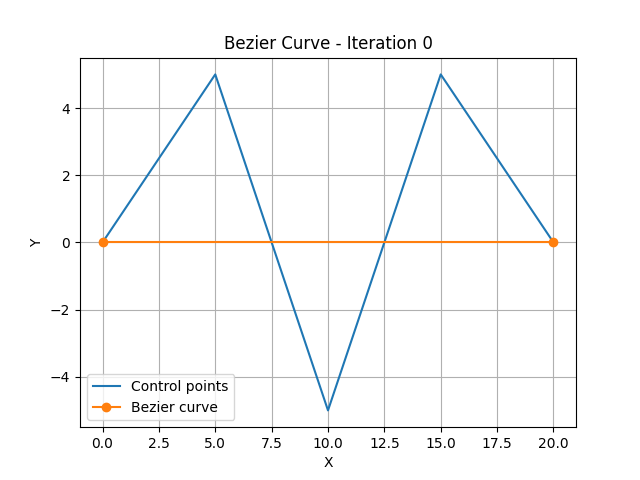 Bezier Curve - Iteration 0
Y
4
2
0
−2
−4
Control points
Bezier curve
0.0 2.5 5.0 7.5 10.0 12.5 15.0 17.5 20.0
X